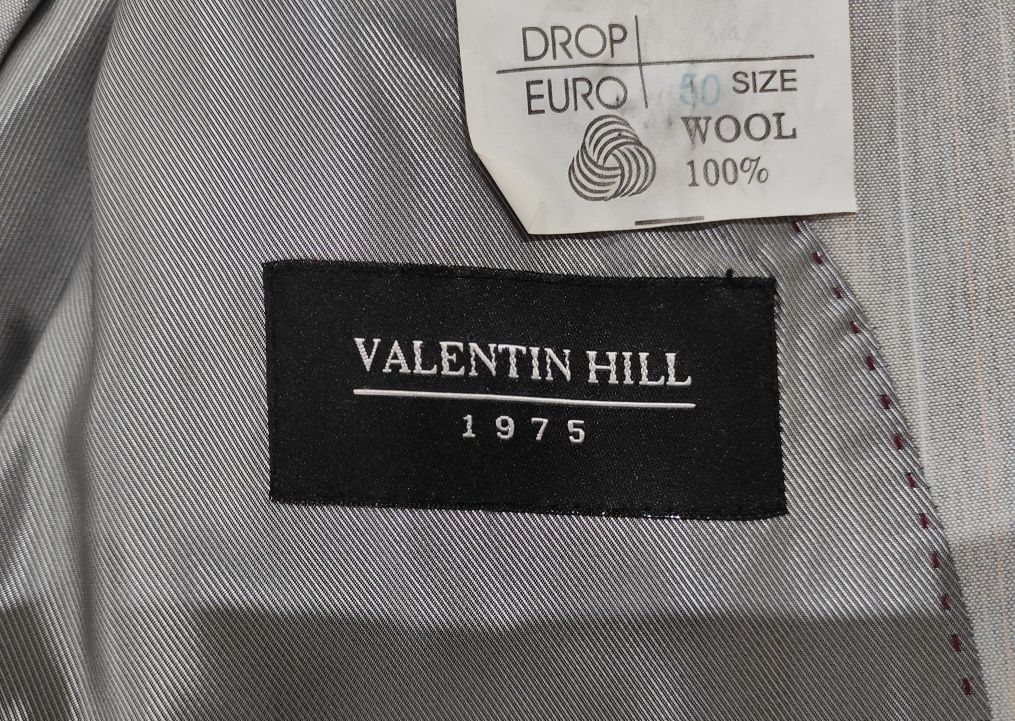 DROP
EURO 50 SIZE
WOOL
100%
VALENTIN HILL
1975